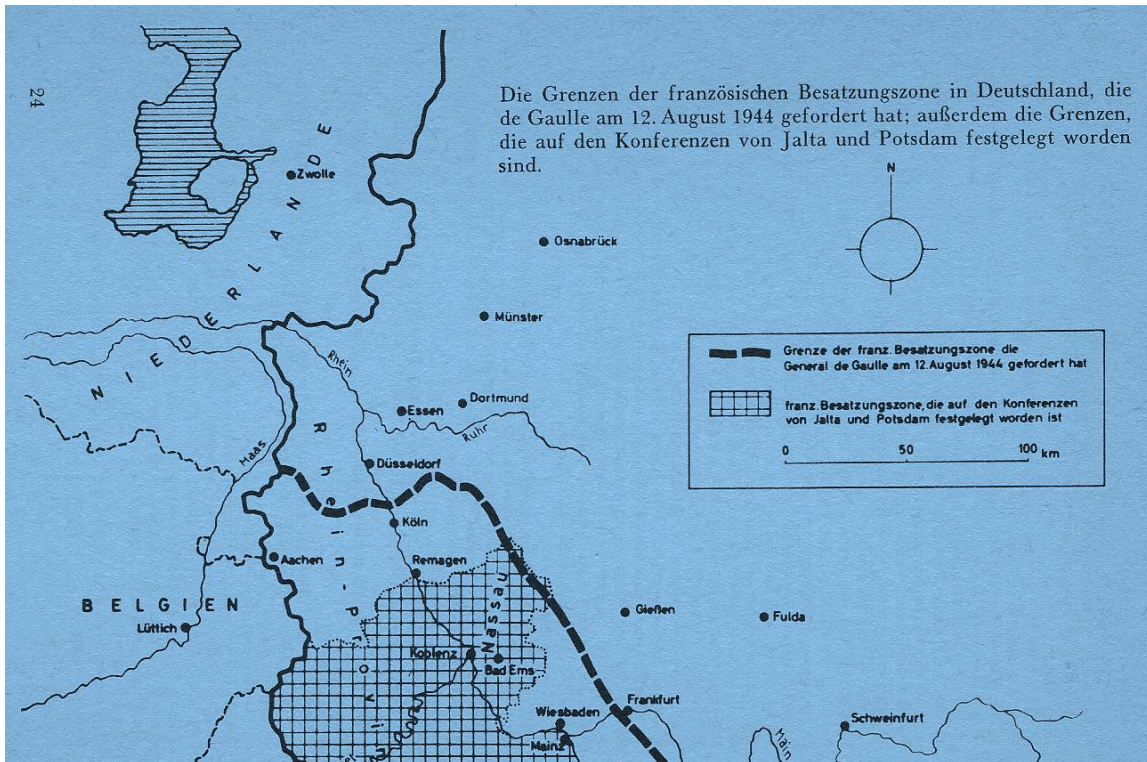 24
Die Grenzen der französischen Besatzungszone in Deutschland, die
de Gaulle am 12. August 1944 gefordert hat; außerdem die Grenzen,
die auf den Konferenzen von Jalta und Potsdam festgelegt worden
sind.
N
Zwolle
NIEDERLANDE
Osnabrück
Münster
Grenze der franz. Besatzungszone die
General de Gaulle am 12. August 1944 gefordert hat
franz. Besatzungszone, die auf den Konferenzen
von Jalta und Potsdam festgelegt worden ist
0 50 100 km
Rhein
Essen
Dortmund
Ruhr
Maas
Düsseldorf
Köln
Aachen
Remagen
Rhein-Provin
BELGIEN
Lüttich
Nassau
Gießen
Fulda
Koblenz
Bad Ems
Frankfurt
Wiesbaden
Mainz
Schweinfurt
Main